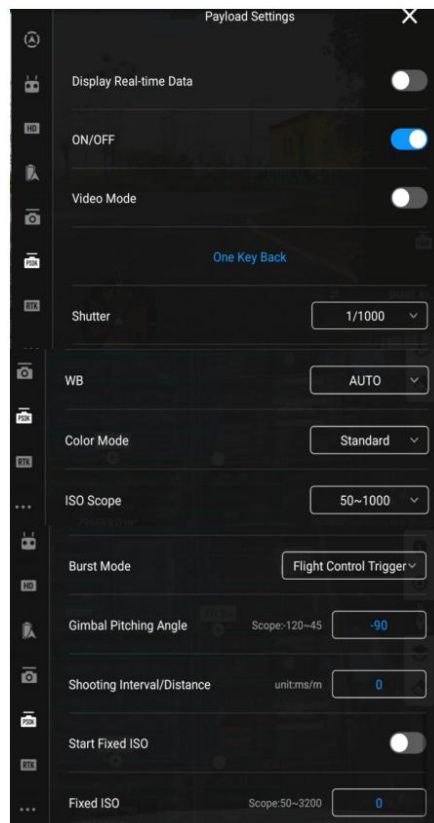 Payload Settings
Display Real-time Data
HD
ON/OFF
Video Mode
PSDK
One Key Back
RTK
Shutter 1/1000
WB AUTO
PSDK
Color Mode Standard
RTK
ISO Scope 50~1000
Burst Mode Flight Control Trigger
HD
Gimbal Pitching Angle Scope:-120~45 -90
Shooting Interval/Distance unit:ms/m 0
PSDK
Start Fixed ISO
RTK
Fixed ISO Scope:50~3200 0